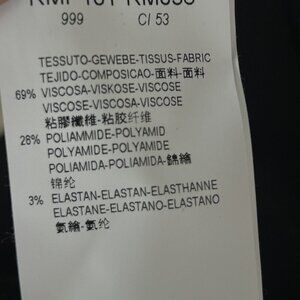 999 CI 53
TESSUTO-GEWEBE-TISSUS-FABRIC
TEJIDO-COMPOSICAO-面料-面料
69% VISCOSA-VISKOSE-VISCOSE
VISCOSE-VISCOSA-VISCOSE
粘膠纖維-粘胶纤维
28% POLIAMMIDE-POLYAMID
POLYAMIDE-POLYAMIDE
POLIAMIDA-POLIAMIDA-錦綸
锦纶
3% ELASTAN-ELASTAN-ELASTHANNE
ELASTANE-ELASTANO-ELASTANO
氨綸-氨纶